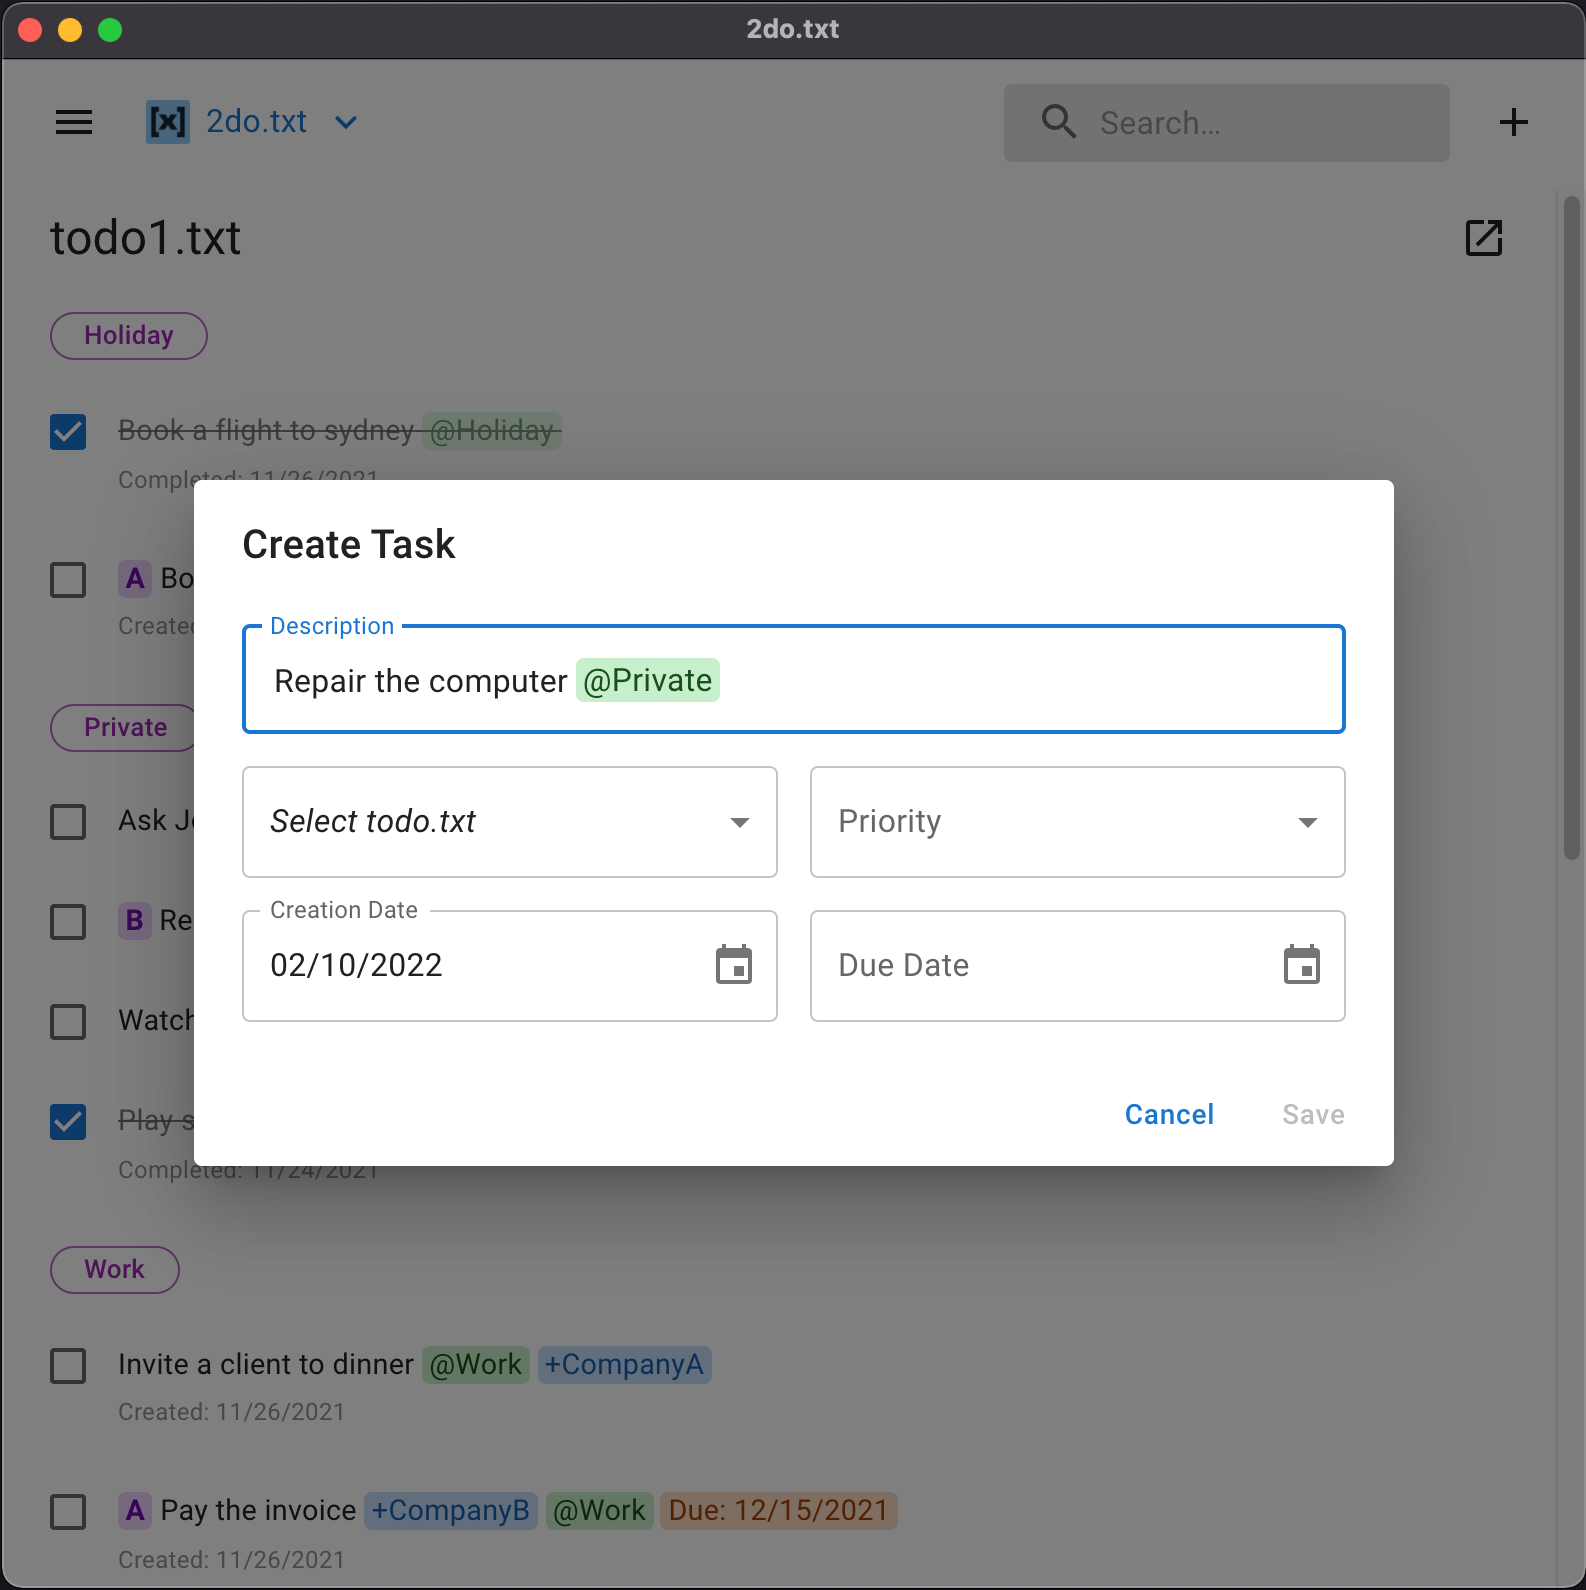 2do.txt
[x] 2do.txt
Search...
todo1.txt
Holiday
Book a flight to sydney @Holiday
Completed: 11/26/2021
A Bo
Created
Private
Ask J
B Re
Watch
Play s
Completed: 11/24/2021
Create Task
Description
Repair the computer @Private
Select todo.txt
Priority
Creation Date
02/10/2022
Due Date
Cancel
Save
Work
Invite a client to dinner @Work +CompanyA
Created: 11/26/2021
A Pay the invoice +CompanyB @Work Due: 12/15/2021
Created: 11/26/2021